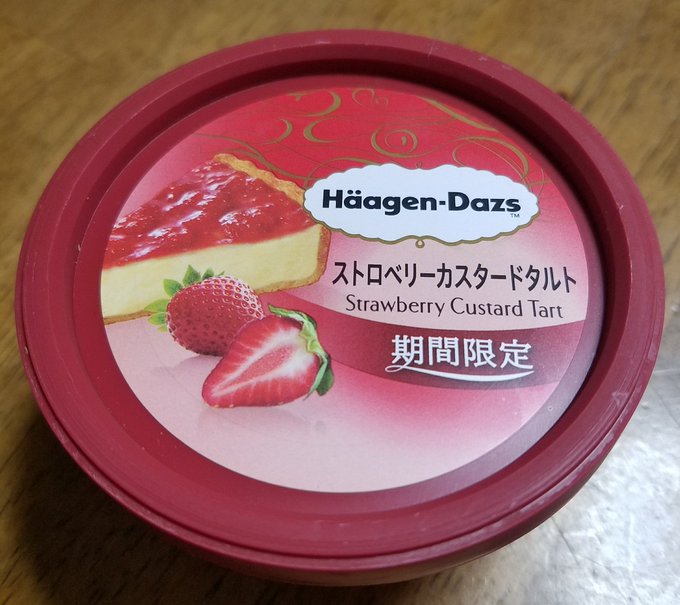 Häagen-Dazs™
ストロベリーカスタードタルト
Strawberry Custard Tart
期間限定